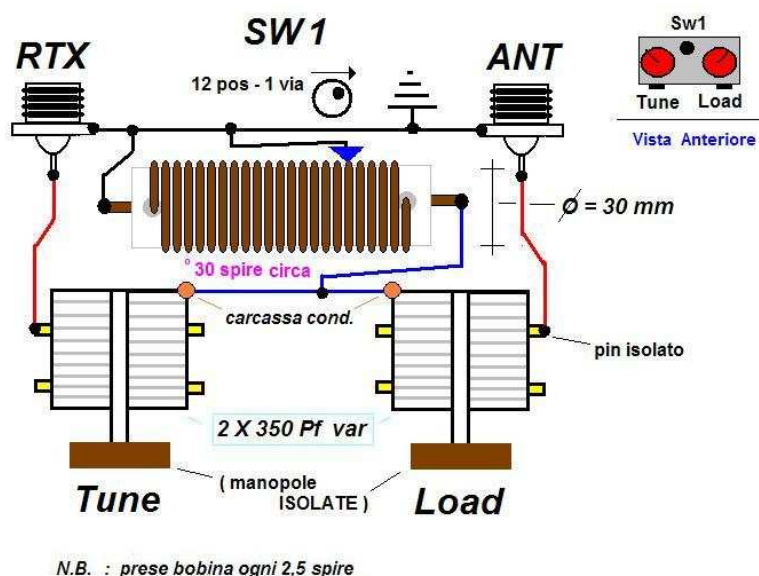 SW1
Sw1
RTX
ANT
12 pos - 1 via
Tune Load
Vista Anteriore
Ø = 30 mm
° 30 spire circa
carcassa cond.
pin isolato
2 X 350 Pf var
( manopole
ISOLATE )
Tune
Load
N.B. : prese bobina ogni 2,5 spire